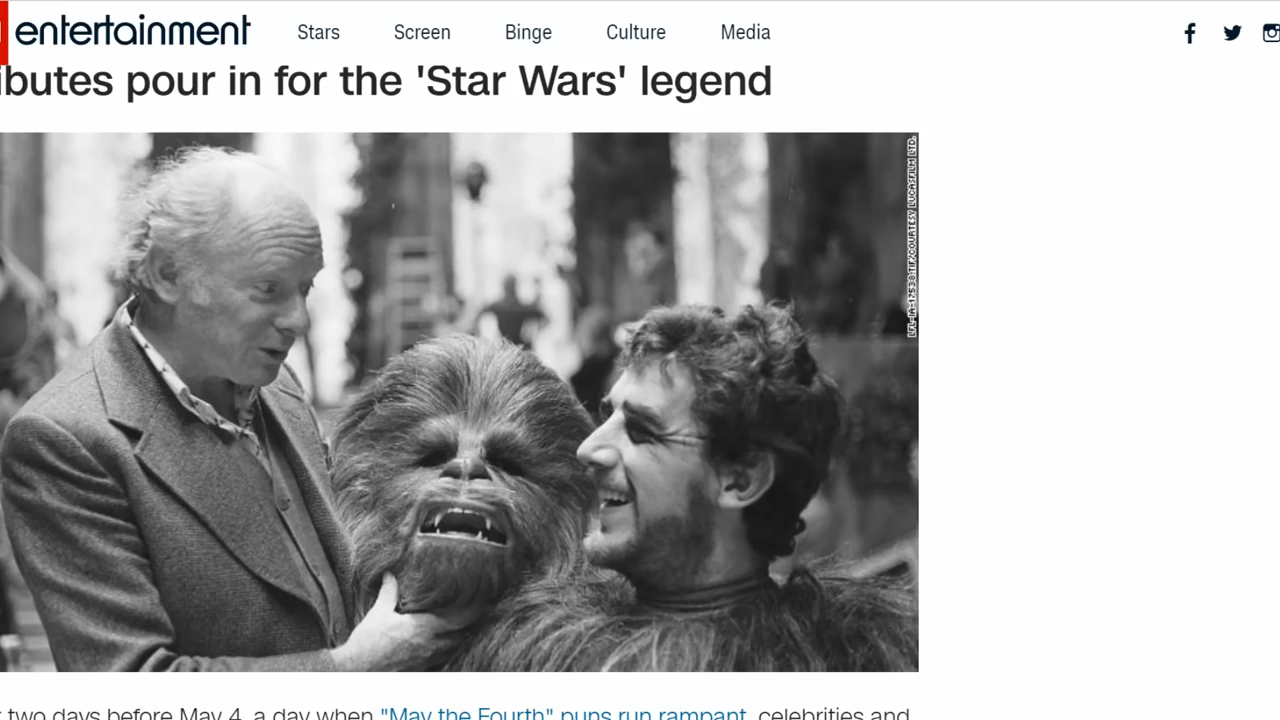 entertainment Stars Screen Binge Culture Media
ibutes pour in for the 'Star Wars' legend
two days before May 4, a day when "May the Fourth" puns run rampant, celebrities and